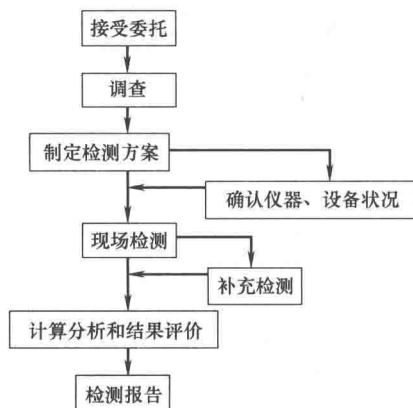 接受委托
调查
制定检测方案
确认仪器、设备状况
现场检测
补充检测
计算分析和结果评价
检测报告